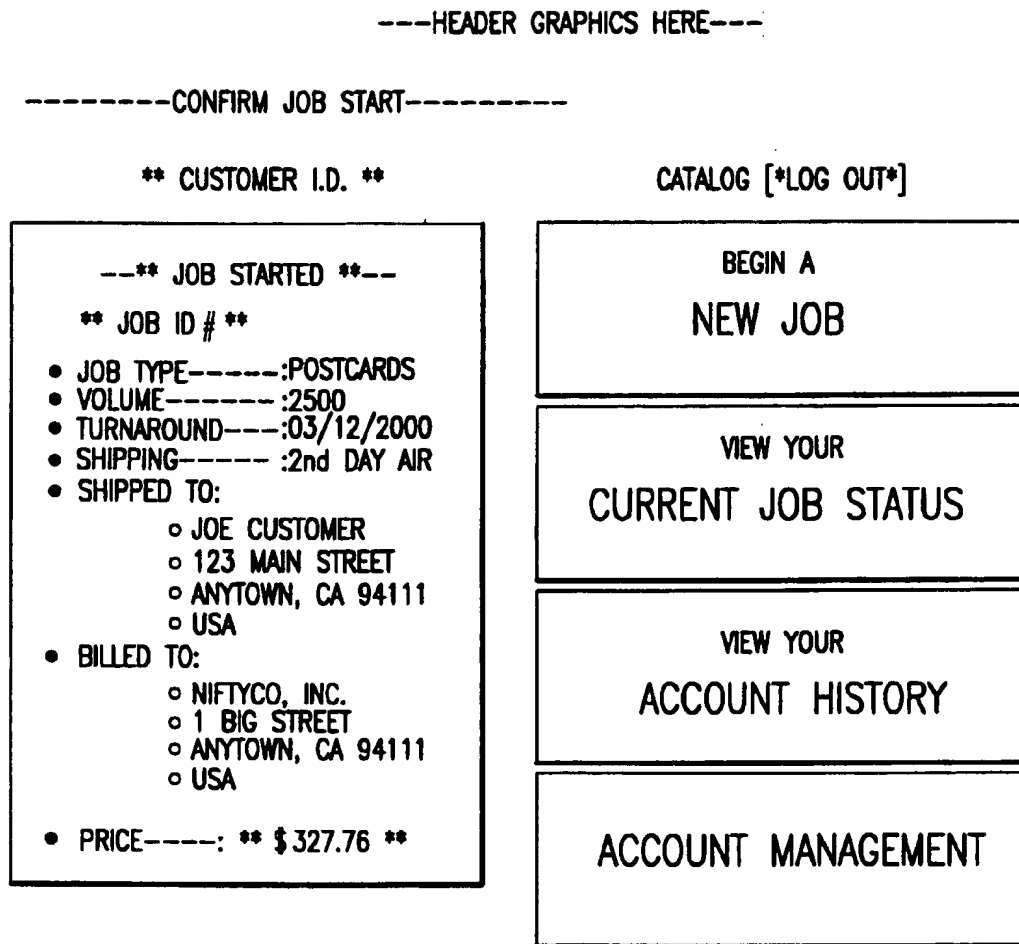 ---HEADER GRAPHICS HERE---
--------CONFIRM JOB START---------
** CUSTOMER I.D. **
--** JOB STARTED **--
** JOB ID # **
• JOB TYPE-----:POSTCARDS
• VOLUME------ :2500
• TURNAROUND---:03/12/2000
• SHIPPING----- :2nd DAY AIR
• SHIPPED TO:
o JOE CUSTOMER
o 123 MAIN STREET
o ANYTOWN, CA 94111
o USA
• BILLED TO:
o NIFTYCO, INC.
o 1 BIG STREET
o ANYTOWN, CA 94111
o USA
• PRICE----: ** $327.76 **
CATALOG [*LOG OUT*]
BEGIN A
NEW JOB
VIEW YOUR
CURRENT JOB STATUS
VIEW YOUR
ACCOUNT HISTORY
ACCOUNT MANAGEMENT